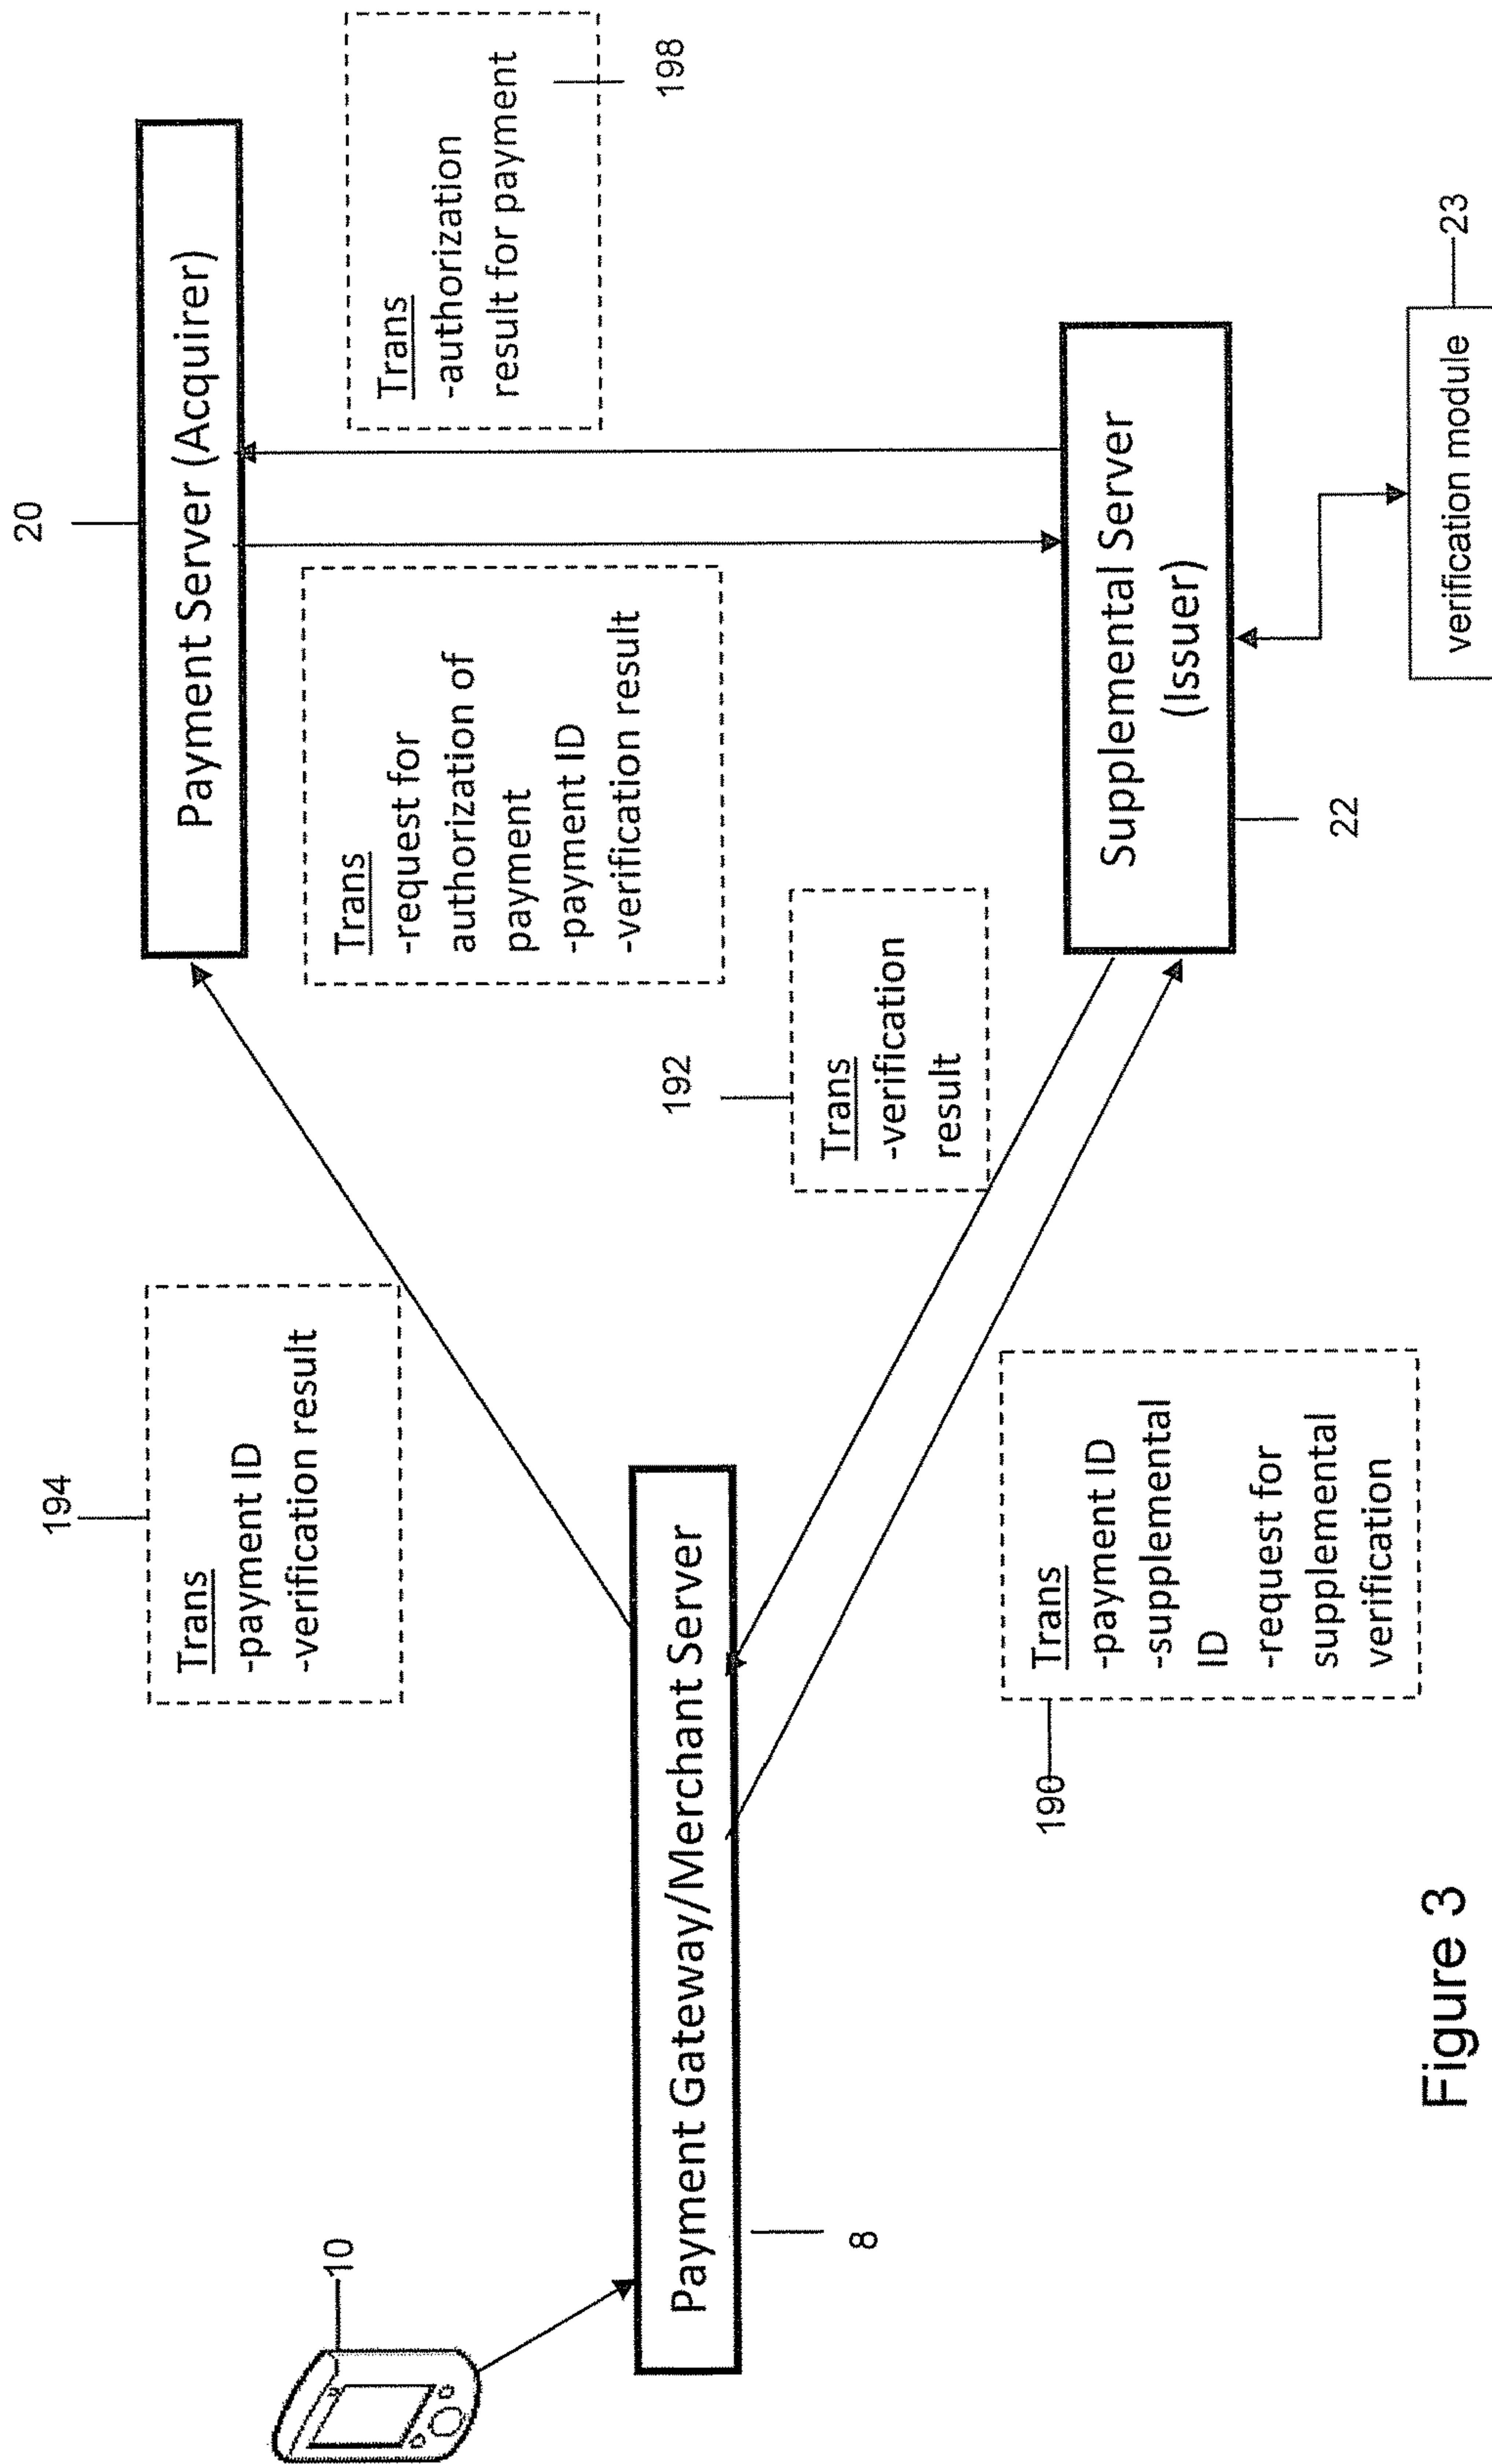 20
Payment Server (Acquirer)
Trans
-authorization
result for payment
198
194
Trans
-payment ID
-verification result
Trans
-request for
authorization of
payment
-payment ID
-verification result
10
Payment Gateway/Merchant Server
8
192
Trans
-verification
result
Supplemental Server
(Issuer)
22
190
Trans
-payment ID
-supplemental
ID
-request for
supplemental
verification
verification module
23
Figure 3